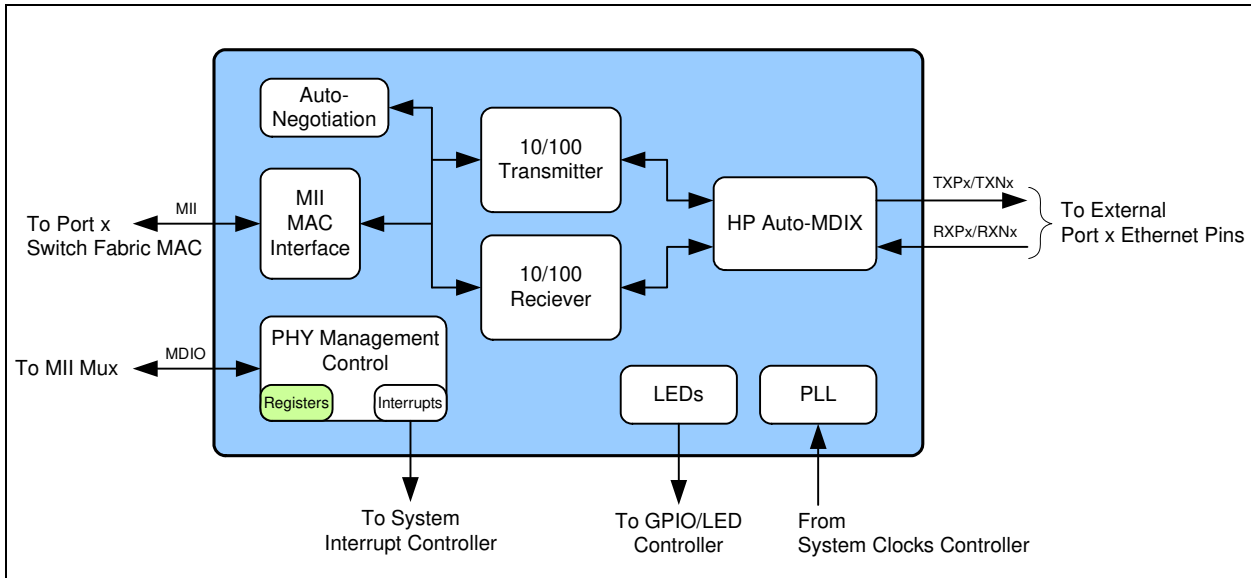 Auto-
Negotiation
10/100
Transmitter
MII
MAC
Interface
MII
To Port x
Switch Fabric MAC
HP Auto-MDIX
TXPx/TXNx
RXPx/RXNx
To External
Port x Ethernet Pins
10/100
Reciever
PHY Management
Control
Registers
Interrupts
MDIO
To MII Mux
LEDs
PLL
To System
Interrupt Controller
To GPIO/LED
Controller
From
System Clocks Controller